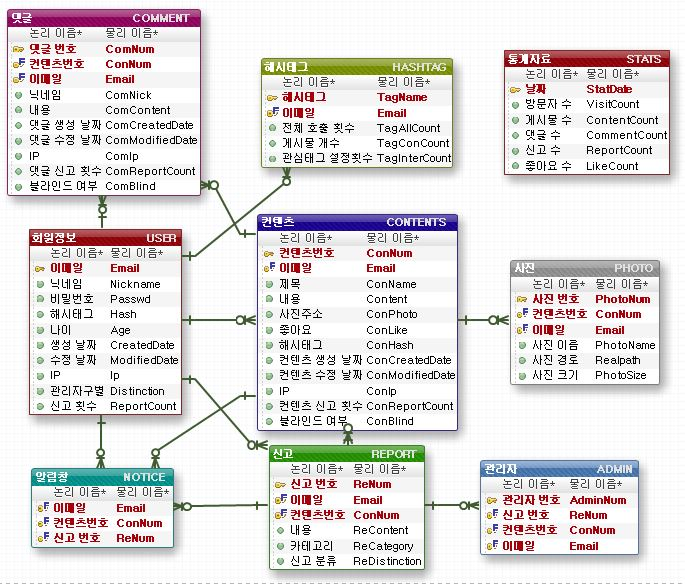 댓글 COMMENT
논리 이름* 물리 이름*
댓글 번호 ComNum
컨텐츠번호 ConNum
이메일 Email
닉네임 ComNick
내용 ComContent
댓글 생성 날짜 ComCreatedDate
댓글 수정 날짜 ComModifiedDate
IP ComIp
댓글 신고 횟수 ComReportCount
블라인드 여부 ComBlind
해시태그 HASHTAG
논리 이름* 물리 이름*
해시태그 TagName
이메일 Email
전체 호출 횟수 TagAllCount
게시물 개수 TagConCount
관심태그 설정횟수 TagInterCount
통계자료 STATS
논리 이름* 물리 이름*
날짜 StatDate
방문자 수 VisitCount
게시물 수 ContentCount
댓글 수 CommentCount
신고 수 ReportCount
좋아요 수 LikeCount
회원정보 USER
논리 이름* 물리 이름*
이메일 Email
닉네임 Nickname
비밀번호 Passwd
해시태그 Hash
나이 Age
생성 날짜 CreatedDate
수정 날짜 ModifiedDate
IP Ip
관리자구별 Distinction
신고 횟수 ReportCount
컨텐츠 CONTENTS
논리 이름* 물리 이름*
컨텐츠번호 ConNum
이메일 Email
제목 ConName
내용 Content
사진주소 ConPhoto
좋아요 ConLike
해시태그 ConHash
컨텐츠 생성 날짜 ConCreatedDate
컨텐츠 수정 날짜 ConModifiedDate
IP ConIp
컨텐츠 신고 횟수 ConReportCount
블라인드 여부 ConBlind
사진 PHOTO
논리 이름* 물리 이름*
사진 번호 PhotoNum
컨텐츠번호 ConNum
이메일 Email
사진 이름 PhotoName
사진 경로 Realpath
사진 크기 PhotoSize
알림창 NOTICE
논리 이름* 물리 이름*
이메일 Email
컨텐츠번호 ConNum
신고 번호 ReNum
신고 REPORT
논리 이름* 물리 이름*
신고 번호 ReNum
이메일 Email
컨텐츠번호 ConNum
내용 ReContent
카테고리 ReCategory
신고 분류 ReDistinction
관리자 ADMIN
논리 이름* 물리 이름*
관리자 번호 AdminNum
신고 번호 ReNum
컨텐츠번호 ConNum
이메일 Email